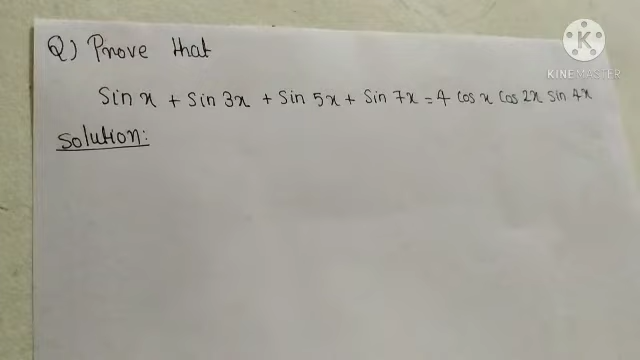 Q) Prove that
K
KINEMASTER
Sin x + Sin 3x + Sin 5x + Sin 7x = 4 Cos x Cos 2x Sin 4x
Solution: